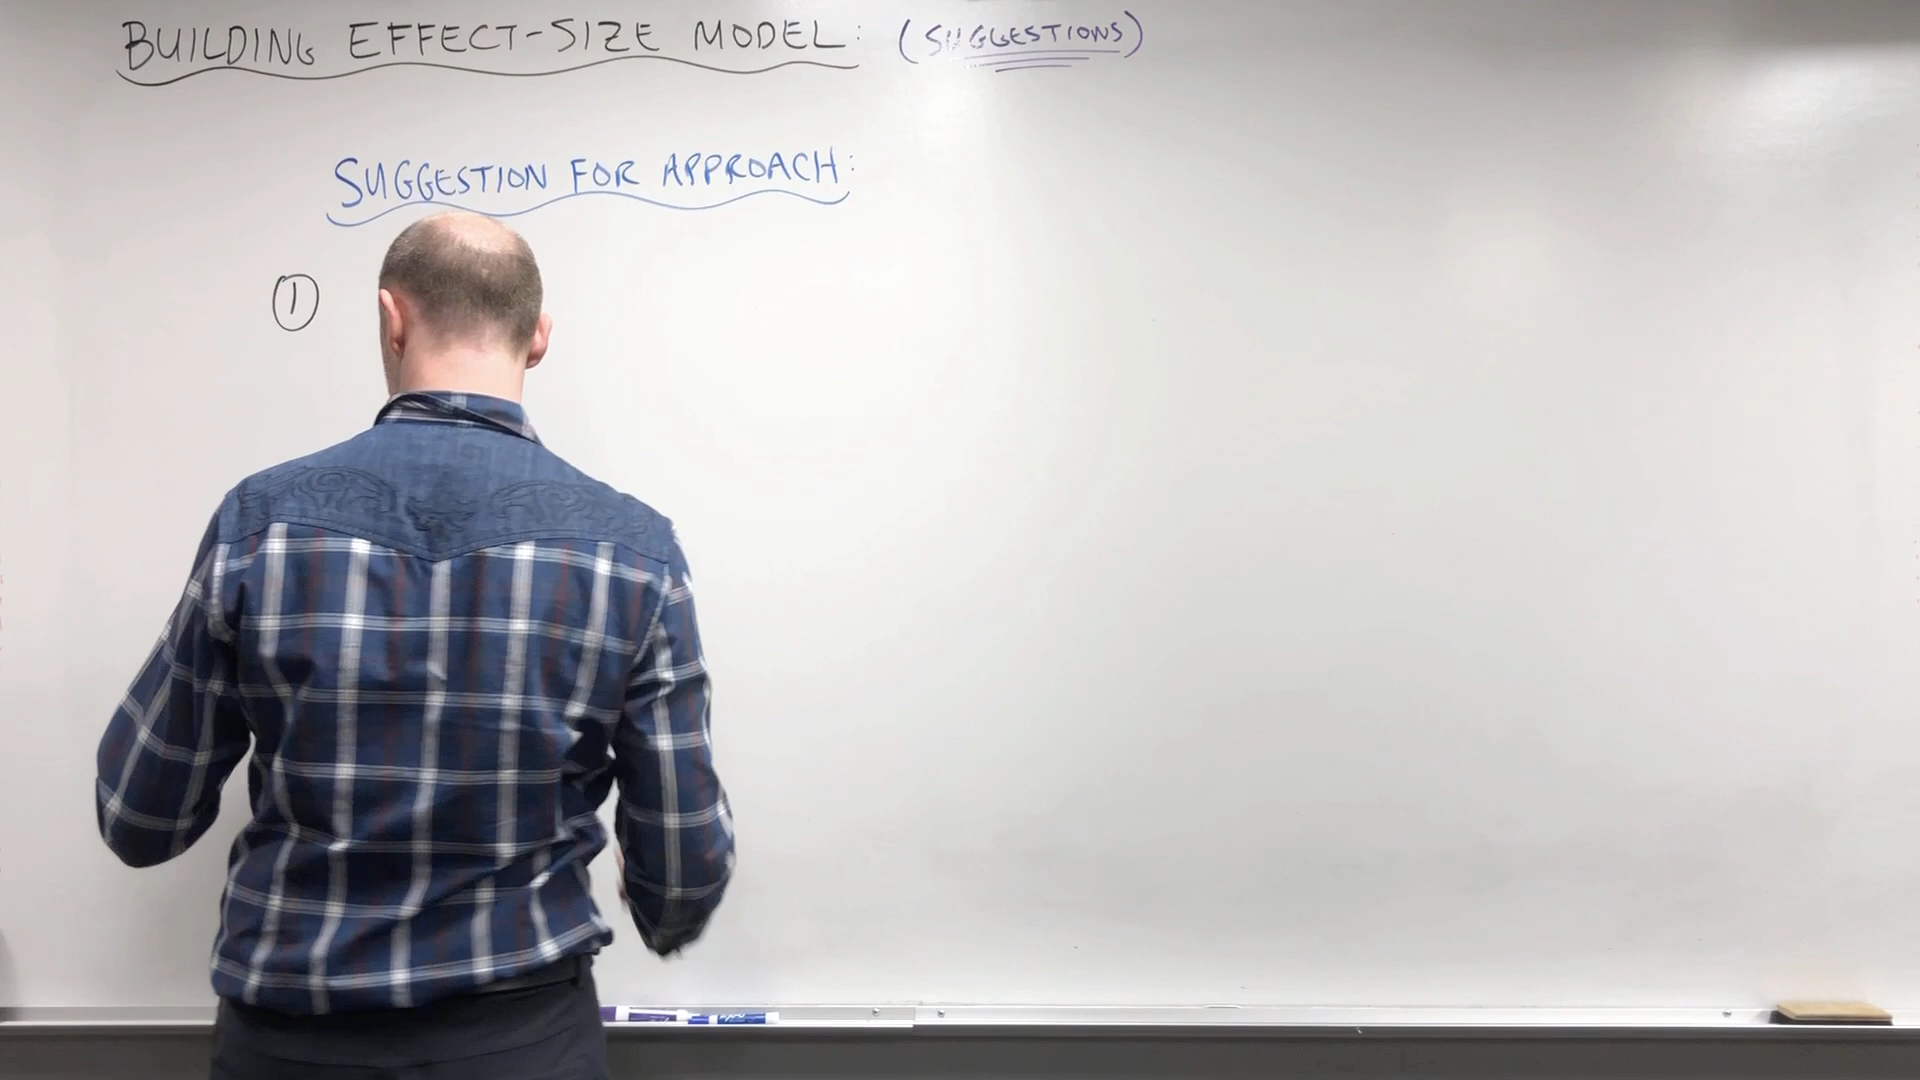 BUILDING EFFECT-SIZE MODEL: (SUGGESTIONS)
SUGGESTION FOR APPROACH:
1